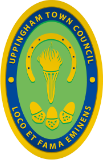 UPPINGHAM TOWN COUNCIL
LOCO ET FAMA EMINENS